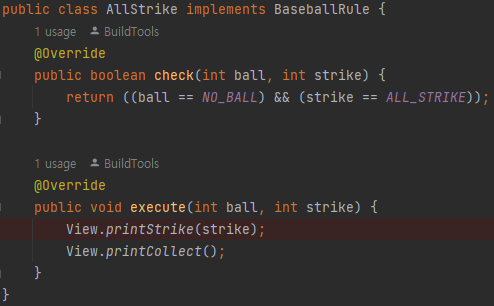 public class AllStrike implements BaseballRule {
1 usage BuildTools
@Override
public boolean check(int ball, int strike) {
return ((ball == NO_BALL) && (strike == ALL_STRIKE));
}
1 usage BuildTools
@Override
public void execute(int ball, int strike) {
View.printStrike(strike);
View.printCollect();
}
}